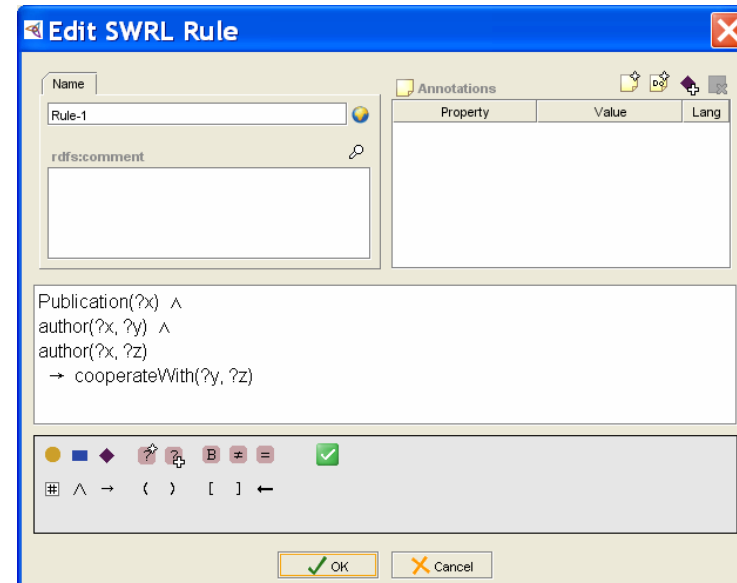 Edit SWRL Rule
Name
Rule-1
rdfs:comment
Annotations
Property Value Lang
Publication(?x) ∧
author(?x, ?y) ∧
author(?x, ?z)
→ cooperateWith(?y, ?z)
? ? B ≠ =
# ∧ → ( ) [ ] ←
OK Cancel